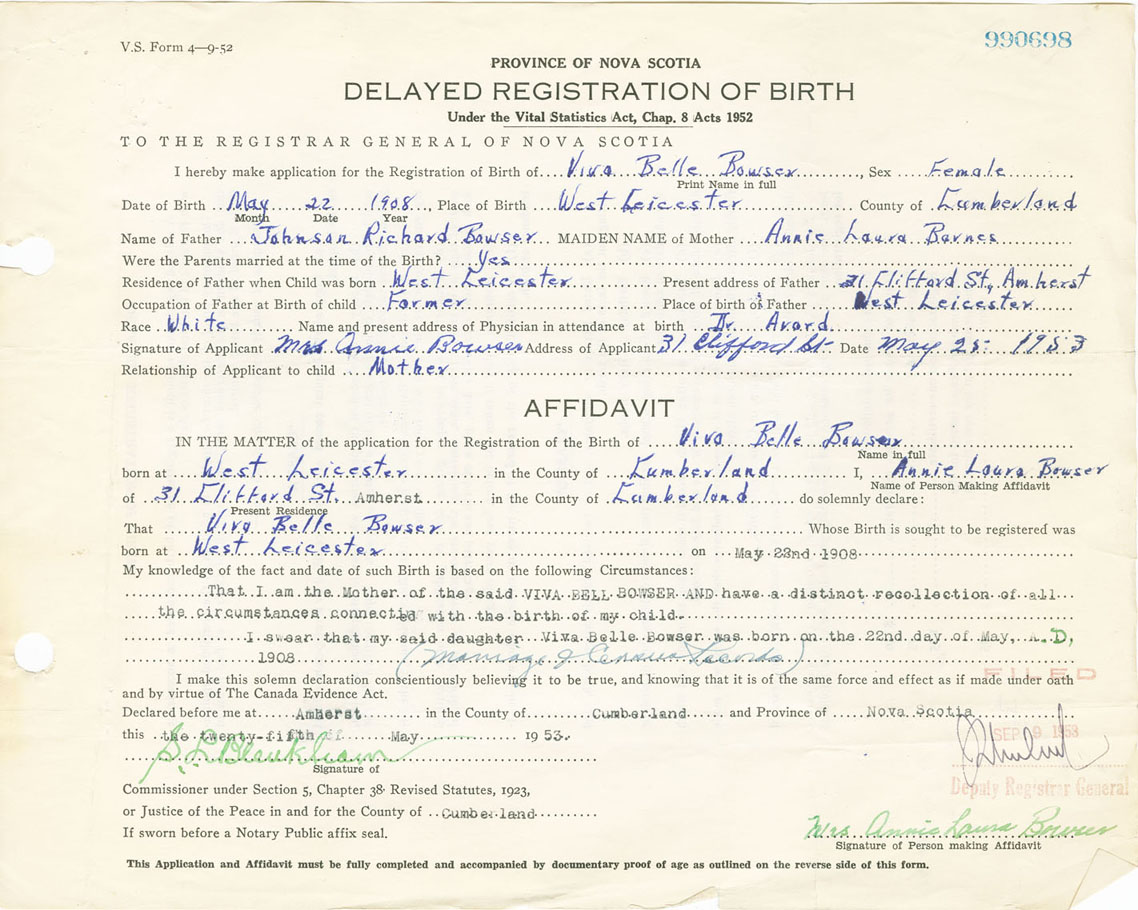 V.S. Form 4—9-52
990698
PROVINCE OF NOVA SCOTIA
DELAYED REGISTRATION OF BIRTH
Under the Vital Statistics Act, Chap. 8 Acts 1952
TO THE REGISTRAR GENERAL OF NOVA SCOTIA
I hereby make application for the Registration of Birth of Viva Belle Bowser, Sex Female
Print Name in full
Date of Birth May 22 1908, Place of Birth West Leicester County of Cumberland
Month Date Year
Name of Father Johnson Richard Bowser MAIDEN NAME of Mother Annie Laura Barnes
Were the Parents married at the time of the Birth? Yes
Residence of Father when Child was born West Leicester Present address of Father 31 Clifford St, Amherst
Occupation of Father at Birth of child Farmer Place of birth of Father West Leicester
Race White Name and present address of Physician in attendance at birth Dr. Avard
Signature of Applicant Mrs Annie Bowser Address of Applicant 31 Clifford St Date May 25 1953
Relationship of Applicant to child Mother
AFFIDAVIT
IN THE MATTER of the application for the Registration of the Birth of Viva Belle Bowser
Name in full
born at West Leicester in the County of Cumberland I, Annie Laura Bowser
Name of Person Making Affidavit
of 31 Clifford St. Amherst in the County of Cumberland do solemnly declare:
Present Residence
That Viva Belle Bowser Whose Birth is sought to be registered was
born at West Leicester on May 22nd 1908
My knowledge of the fact and date of such Birth is based on the following Circumstances:
That I am the Mother of the said VIVA BELL BOWSER AND have a distinct recollection of all
the circumstances connected with the birth of my child.
I swear that my said daughter Viva Belle Bowser was born on the 22nd day of May, A.D,
1908 (Marriage & Census Records)
FILED
I make this solemn declaration conscientiously believing it to be true, and knowing that it is of the same force and effect as if made under oath
and by virtue of The Canada Evidence Act.
Declared before me at Amherst in the County of Cumberland and Province of Nova Scotia
this the twenty-fifth of May 1953.
SEP 9 1953
Signature of
Deputy Registrar General
Commissioner under Section 5, Chapter 38 Revised Statutes, 1923,
or Justice of the Peace in and for the County of Cumberland
Mrs Annie Laura Bowser
If sworn before a Notary Public affix seal.
Signature of Person making Affidavit
This Application and Affidavit must be fully completed and accompanied by documentary proof of age as outlined on the reverse side of this form.